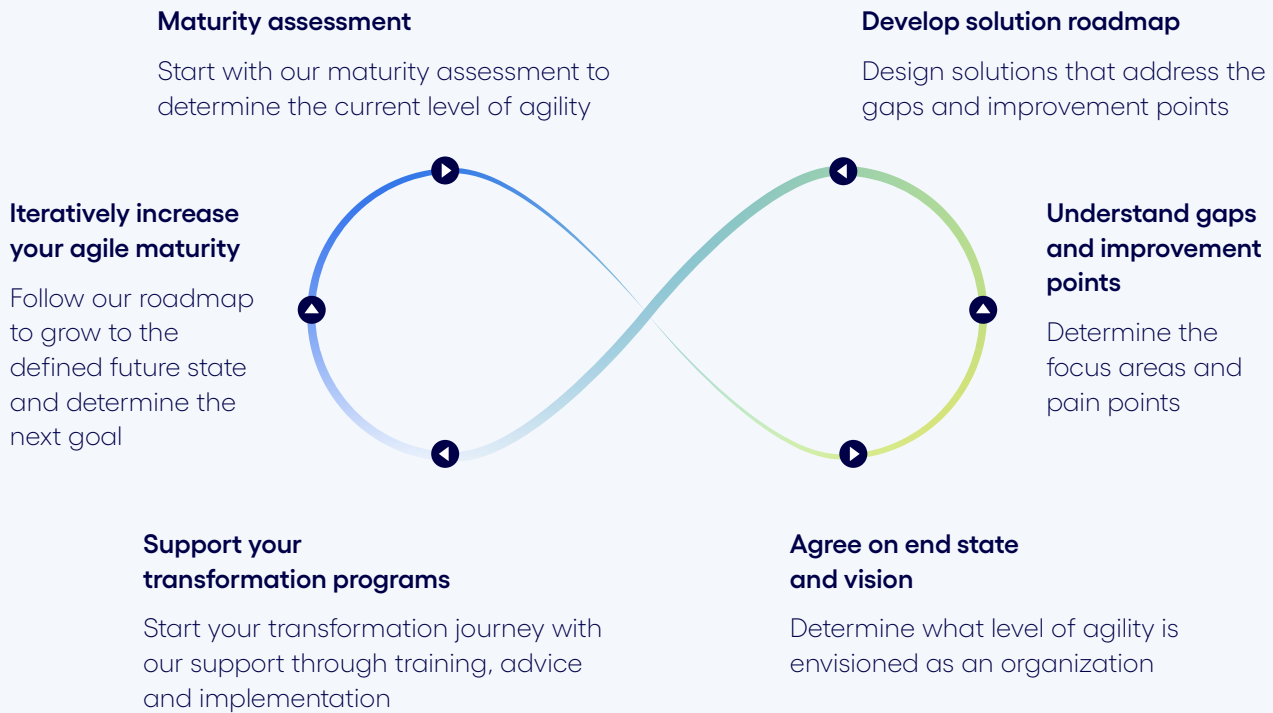 Maturity assessment
Start with our maturity assessment to
determine the current level of agility
Develop solution roadmap
Design solutions that address the
gaps and improvement points
Iteratively increase
your agile maturity
Follow our roadmap
to grow to the
defined future state
and determine the
next goal
Understand gaps
and improvement
points
Determine the
focus areas and
pain points
Support your
transformation programs
Start your transformation journey with
our support through training, advice
and implementation
Agree on end state
and vision
Determine what level of agility is
envisioned as an organization